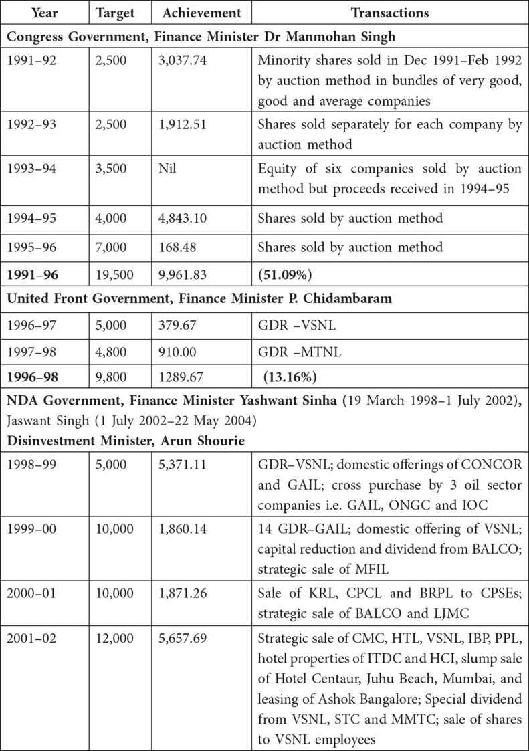 Year Target Achievement Transactions
Congress Government, Finance Minister Dr Manmohan Singh
1991–92 2,500 3,037.74 Minority shares sold in Dec 1991–Feb 1992
by auction method in bundles of very good,
good and average companies
1992–93 2,500 1,912.51 Shares sold separately for each company by
auction method
1993–94 3,500 Nil Equity of six companies sold by auction
method but proceeds received in 1994–95
1994–95 4,000 4,843.10 Shares sold by auction method
1995–96 7,000 168.48 Shares sold by auction method
1991–96 19,500 9,961.83 (51.09%)
United Front Government, Finance Minister P. Chidambaram
1996–97 5,000 379.67 GDR –VSNL
1997–98 4,800 910.00 GDR –MTNL
1996–98 9,800 1289.67 (13.16%)
NDA Government, Finance Minister Yashwant Sinha (19 March 1998–1 July 2002),
Jaswant Singh (1 July 2002–22 May 2004)
Disinvestment Minister, Arun Shourie
1998–99 5,000 5,371.11 GDR–VSNL; domestic offerings of CONCOR
and GAIL; cross purchase by 3 oil sector
companies i.e. GAIL, ONGC and IOC
1999–00 10,000 1,860.14 14 GDR–GAIL; domestic offering of VSNL;
capital reduction and dividend from BALCO;
strategic sale of MFIL
2000–01 10,000 1,871.26 Sale of KRL, CPCL and BRPL to CPSEs;
strategic sale of BALCO and LJMC
2001–02 12,000 5,657.69 Strategic sale of CMC, HTL, VSNL, IBP, PPL,
hotel properties of ITDC and HCI, slump sale
of Hotel Centaur, Juhu Beach, Mumbai, and
leasing of Ashok Bangalore; Special dividend
from VSNL, STC and MMTC; sale of shares
to VSNL employees